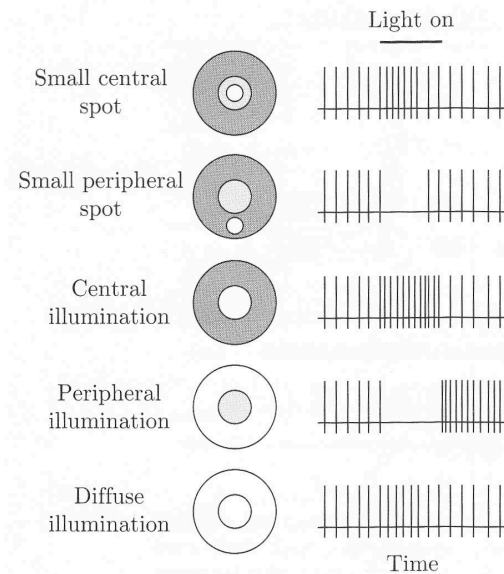 Light on
Small central
spot
Small peripheral
spot
Central
illumination
Peripheral
illumination
Diffuse
illumination
Time